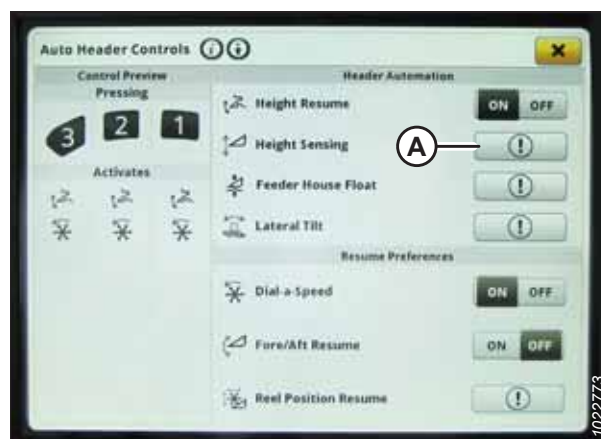 Auto Header Controls
Control Preview
Pressing
3 2 1
Activates
Header Automation
Height Resume ON OFF
Height Sensing A
Feeder House Float
Lateral Tilt
Resume Preferences
Dial-a-Speed ON OFF
Fore/Aft Resume ON OFF
Reel Position Resume
1022773